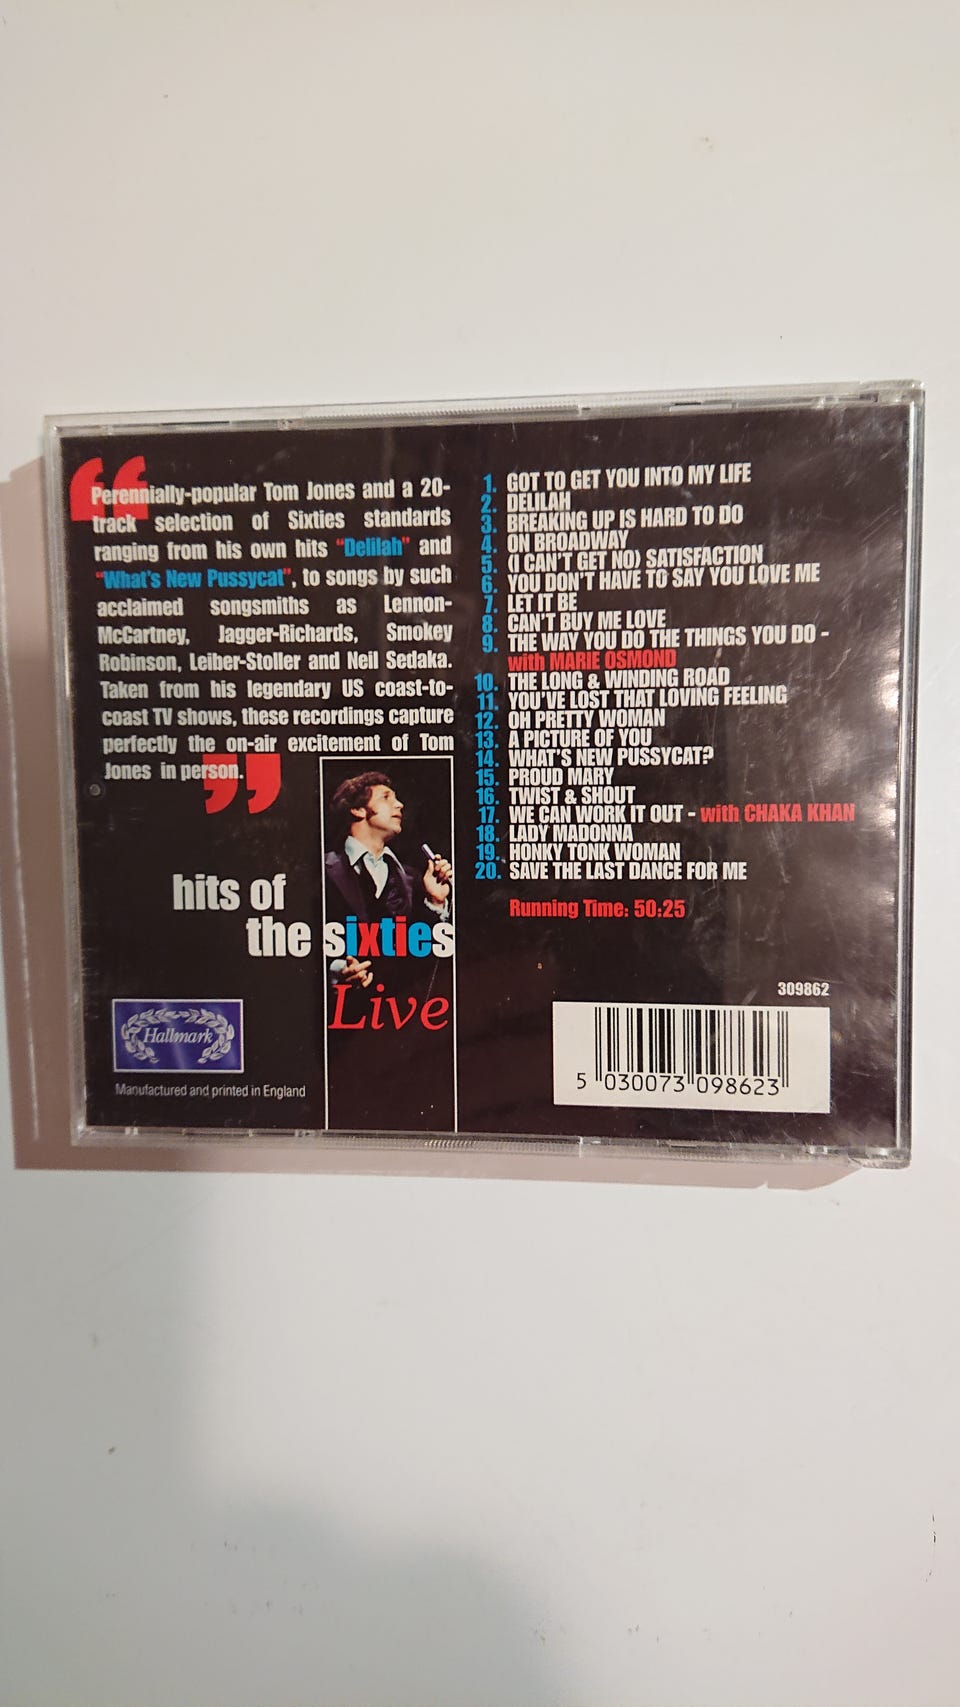 “
Perennially-popular Tom Jones and a 20-
track selection of Sixties standards
ranging from his own hits "Delilah" and
"What's New Pussycat", to songs by such
acclaimed songsmiths as Lennon-
McCartney, Jagger-Richards, Smokey
Robinson, Leiber-Stoller and Neil Sedaka.
Taken from his legendary US coast-to-
coast TV shows, these recordings capture
perfectly the on-air excitement of Tom
Jones in person.
”
hits of
the sixties
Live
Hallmark
Manufactured and printed in England
1. GOT TO GET YOU INTO MY LIFE
2. DELILAH
3. BREAKING UP IS HARD TO DO
4. ON BROADWAY
5. (I CAN'T GET NO) SATISFACTION
6. YOU DON'T HAVE TO SAY YOU LOVE ME
7. LET IT BE
8. CAN'T BUY ME LOVE
9. THE WAY YOU DO THE THINGS YOU DO -
with MARIE OSMOND
10. THE LONG & WINDING ROAD
11. YOU'VE LOST THAT LOVING FEELING
12. OH PRETTY WOMAN
13. A PICTURE OF YOU
14. WHAT'S NEW PUSSYCAT?
15. PROUD MARY
16. TWIST & SHOUT
17. WE CAN WORK IT OUT - with CHAKA KHAN
18. LADY MADONNA
19. HONKY TONK WOMAN
20. SAVE THE LAST DANCE FOR ME
Running Time: 50:25
309862
5 030073 098623